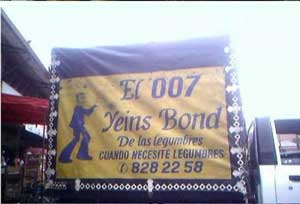 El 007
Yeins Bond
De las legumbres
CUANDO NECESITE LEGUMBRES
828 22 58